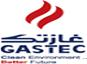 غازتك
GASTEC
Clean Environment ...
Better Future